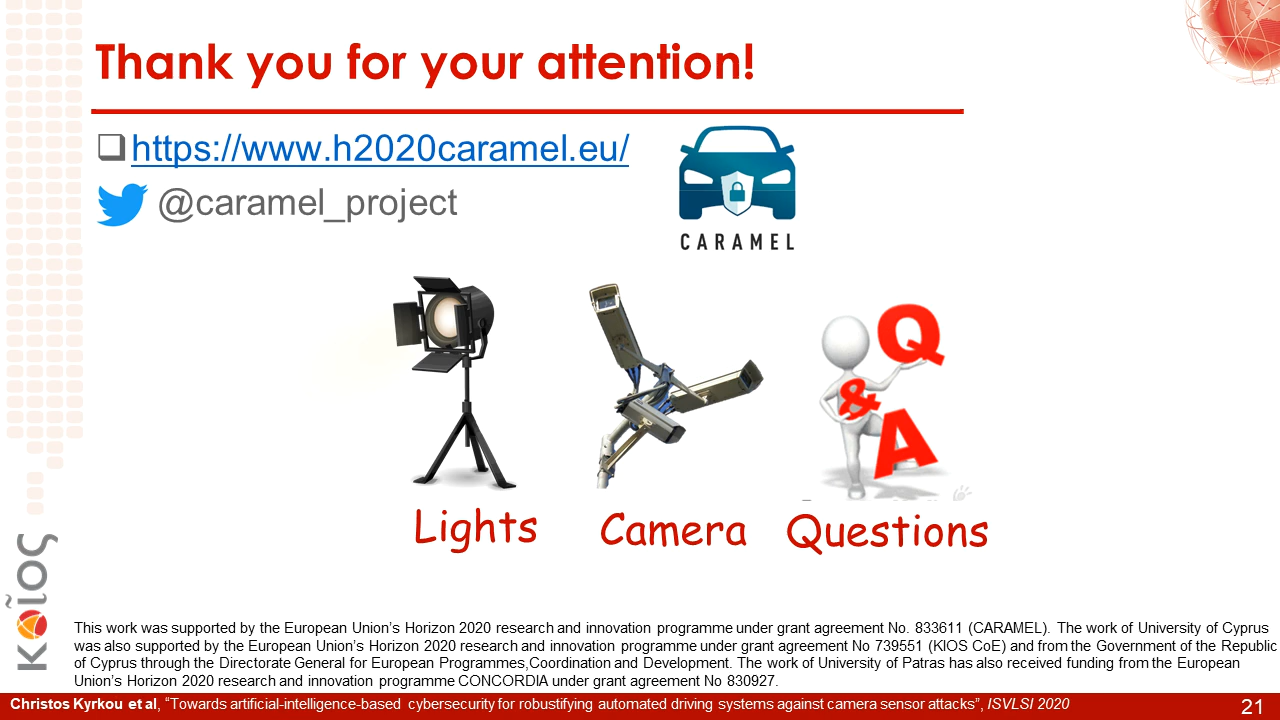 Thank you for your attention!
https://www.h2020caramel.eu/
@caramel_project
CARAMEL
Q
&
A
Lights
Camera
Questions
κοῖος
This work was supported by the European Union’s Horizon 2020 research and innovation programme under grant agreement No. 833611 (CARAMEL). The work of University of Cyprus
was also supported by the European Union’s Horizon 2020 research and innovation programme under grant agreement No 739551 (KIOS CoE) and from the Government of the Republic
of Cyprus through the Directorate General for European Programmes,Coordination and Development. The work of University of Patras has also received funding from the European
Union’s Horizon 2020 research and innovation programme CONCORDIA under grant agreement No 830927.
Christos Kyrkou et al, “Towards artificial-intelligence-based cybersecurity for robustifying automated driving systems against camera sensor attacks”, ISVLSI 2020
21